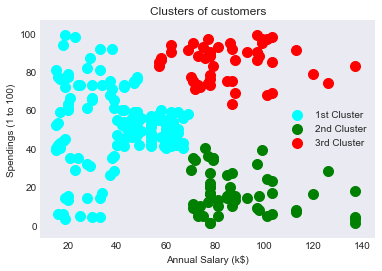 Clusters of customers
100
80
60
40
20
0
Spendings (1 to 100)
1st Cluster
2nd Cluster
3rd Cluster
20 40 60 80 100 120 140
Annual Salary (k$)